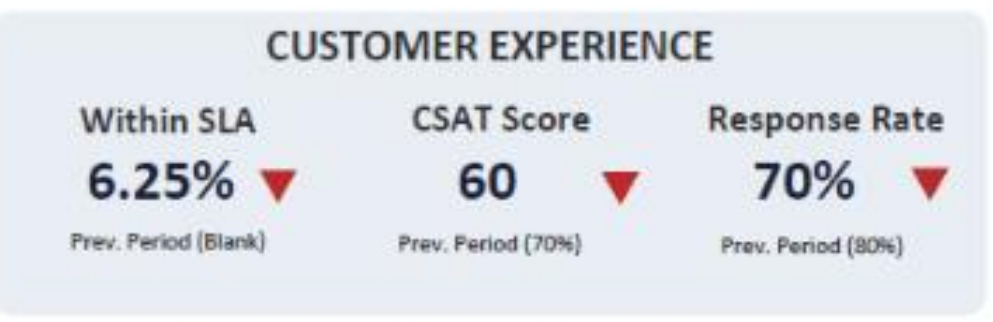 CUSTOMER EXPERIENCE
Within SLA CSAT Score Response Rate
6.25% 60 70%
Prev. Period (Blank) Prev. Period (70%) Prev. Period (80%)